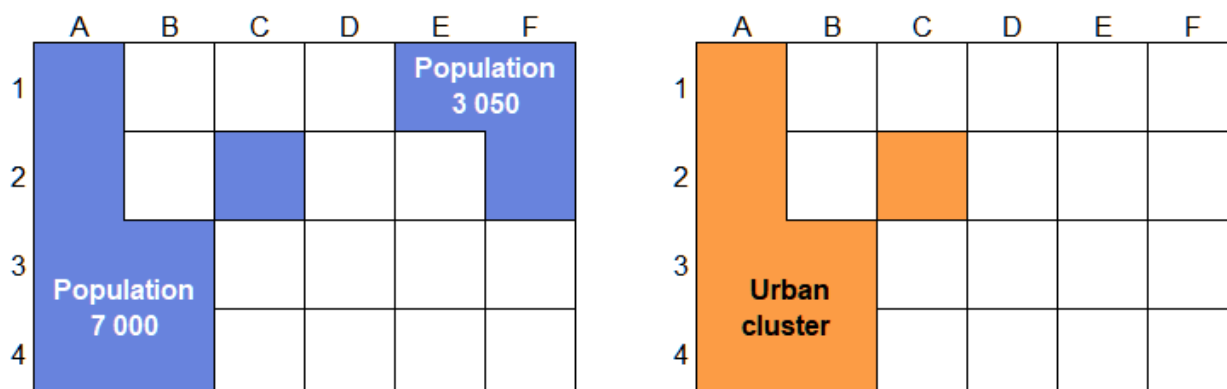 A B C D E F
1
2
3
4
Population
3 050
Population
7 000
A B C D E F
1
2
3
4
Urban
cluster